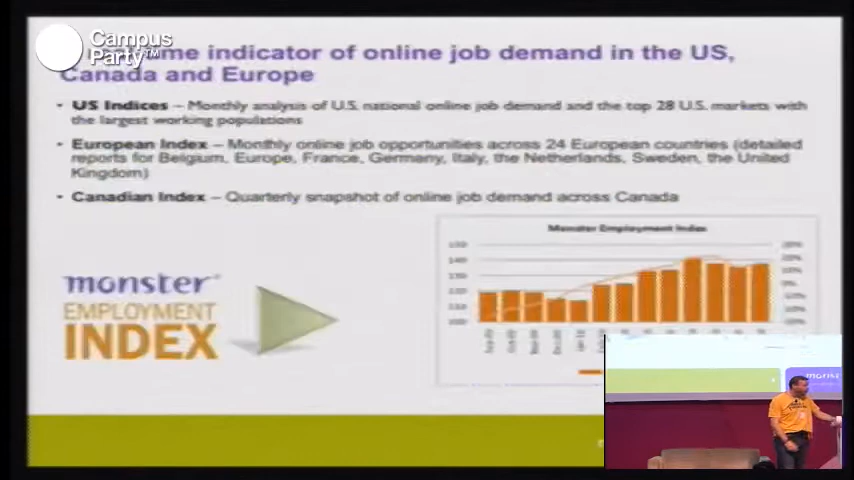 Campus
Party™
me indicator of online job demand in the US,
Canada and Europe
• US Indices – Monthly analysis of U.S. national online job demand and the top 28 U.S. markets with
the largest working populations
• European Index – Monthly online job opportunities across 24 European countries (detailed
reports for Belgium, Europe, France, Germany, Italy, the Netherlands, Sweden, the United
Kingdom)
• Canadian Index – Quarterly snapshot of online job demand across Canada
Monster Employment Index
monster
EMPLOYMENT
INDEX
monst